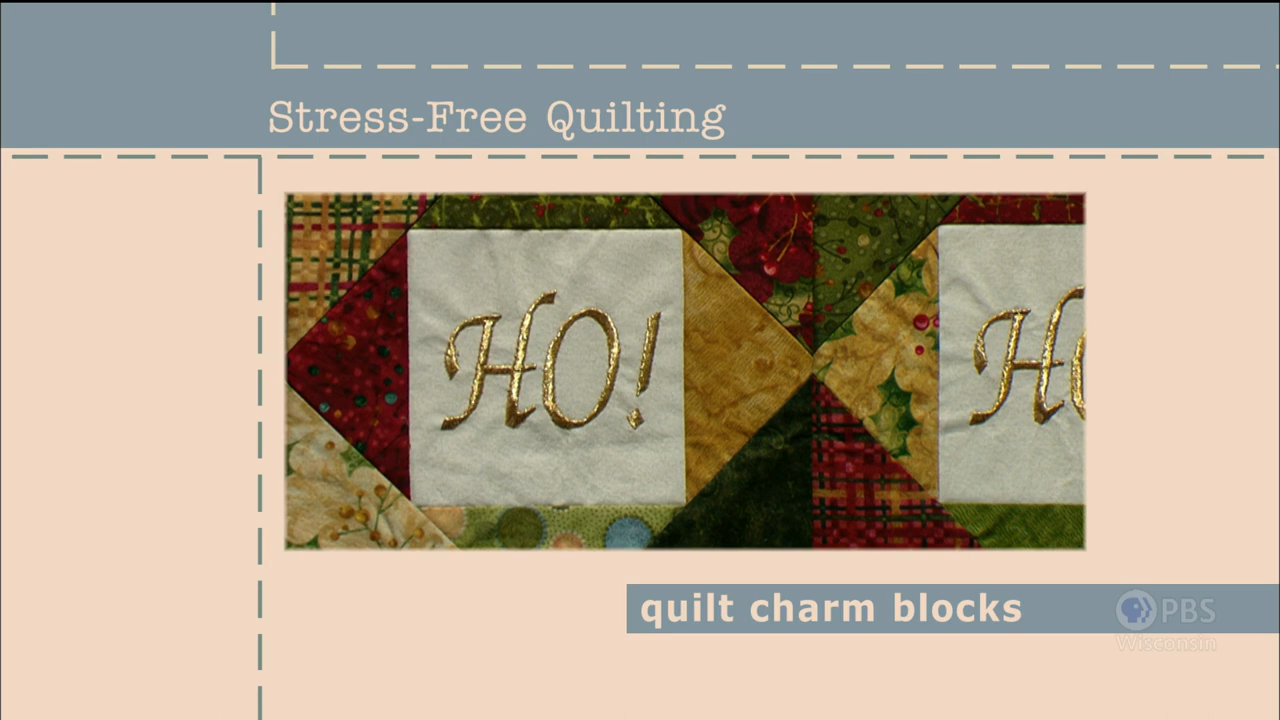 Stress-Free Quilting
HO!
HO
quilt charm blocks
PBS
Wisconsin